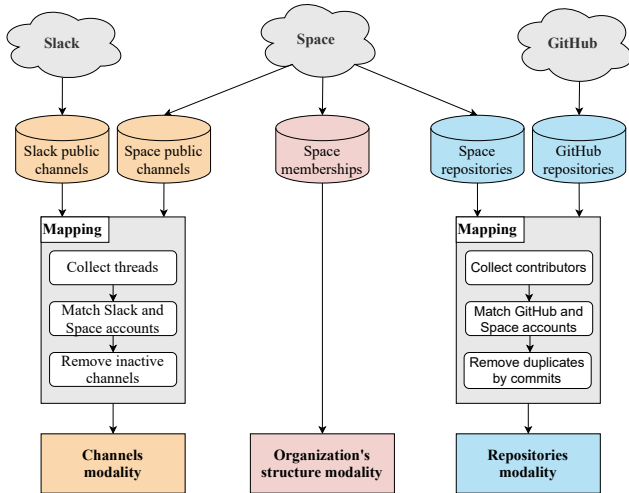 Slack
Space
GitHub
Slack public
channels
Space public
channels
Space
memberships
Space
repositories
GitHub
repositories
Mapping
Collect threads
Match Slack and
Space accounts
Remove inactive
channels
Mapping
Collect contributors
Match GitHub and
Space accounts
Remove duplicates
by commits
Channels
modality
Organization's
structure modality
Repositories
modality